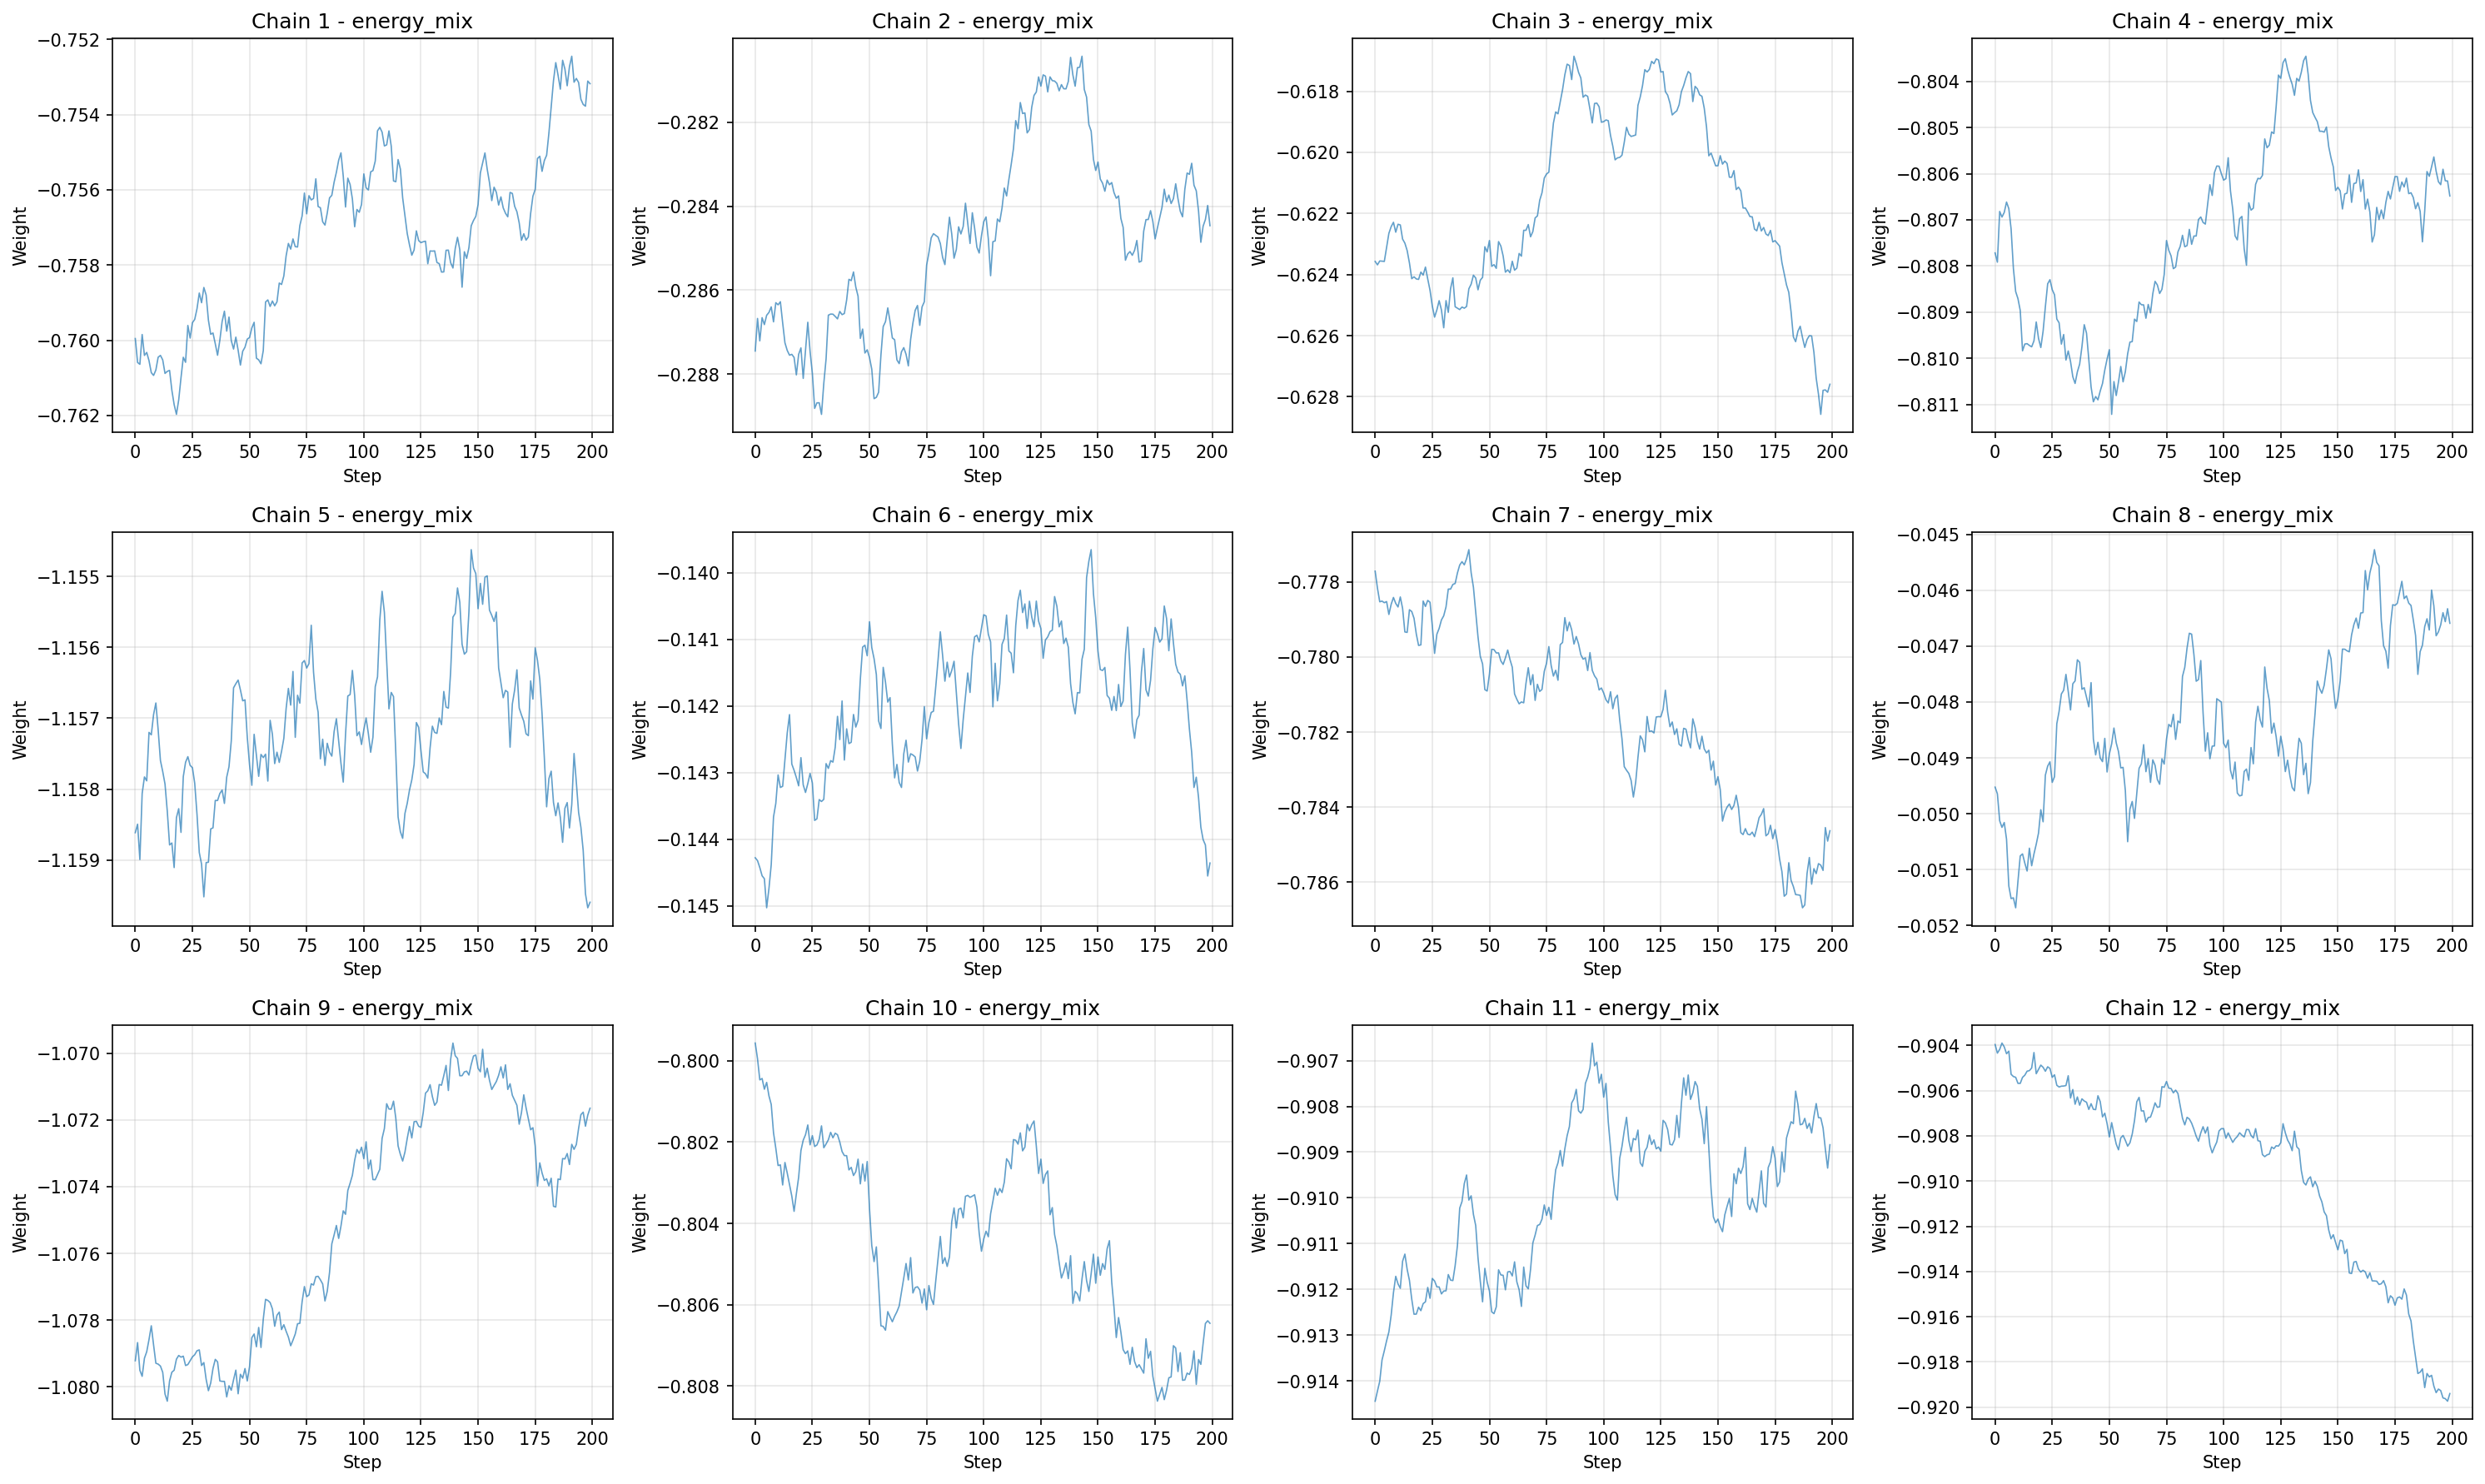 Chain 1 - energy_mix
Weight
−0.752
−0.754
−0.756
−0.758
−0.760
−0.762
0 25 50 75 100 125 150 175 200
Step
Chain 2 - energy_mix
Weight
−0.282
−0.284
−0.286
−0.288
0 25 50 75 100 125 150 175 200
Step
Chain 3 - energy_mix
Weight
−0.618
−0.620
−0.622
−0.624
−0.626
−0.628
0 25 50 75 100 125 150 175 200
Step
Chain 4 - energy_mix
Weight
−0.804
−0.805
−0.806
−0.807
−0.808
−0.809
−0.810
−0.811
0 25 50 75 100 125 150 175 200
Step
Chain 5 - energy_mix
Weight
−1.155
−1.156
−1.157
−1.158
−1.159
0 25 50 75 100 125 150 175 200
Step
Chain 6 - energy_mix
Weight
−0.140
−0.141
−0.142
−0.143
−0.144
−0.145
0 25 50 75 100 125 150 175 200
Step
Chain 7 - energy_mix
Weight
−0.778
−0.780
−0.782
−0.784
−0.786
0 25 50 75 100 125 150 175 200
Step
Chain 8 - energy_mix
Weight
−0.045
−0.046
−0.047
−0.048
−0.049
−0.050
−0.051
−0.052
0 25 50 75 100 125 150 175 200
Step
Chain 9 - energy_mix
Weight
−1.070
−1.072
−1.074
−1.076
−1.078
−1.080
0 25 50 75 100 125 150 175 200
Step
Chain 10 - energy_mix
Weight
−0.800
−0.802
−0.804
−0.806
−0.808
0 25 50 75 100 125 150 175 200
Step
Chain 11 - energy_mix
Weight
−0.907
−0.908
−0.909
−0.910
−0.911
−0.912
−0.913
−0.914
0 25 50 75 100 125 150 175 200
Step
Chain 12 - energy_mix
Weight
−0.904
−0.906
−0.908
−0.910
−0.912
−0.914
−0.916
−0.918
−0.920
0 25 50 75 100 125 150 175 200
Step